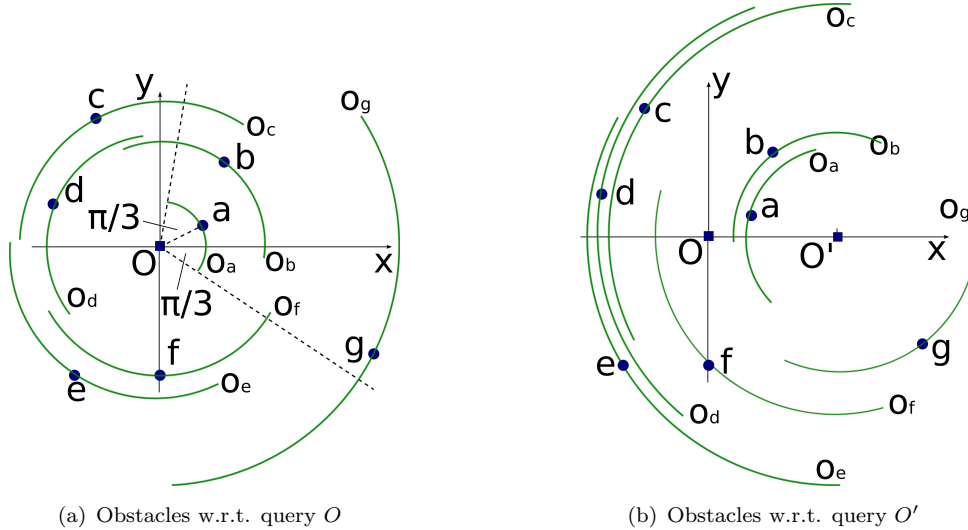 y
c
o_c
o_g
d
b
π/3
a
O
o_a
o_b
x
π/3
o_d
o_f
f
g
e
o_e
(a) Obstacles w.r.t. query O
o_c
y
c
b
o_b
o_a
d
a
o_g
O
O'
x
e
f
g
o_d
o_f
o_e
(b) Obstacles w.r.t. query O′